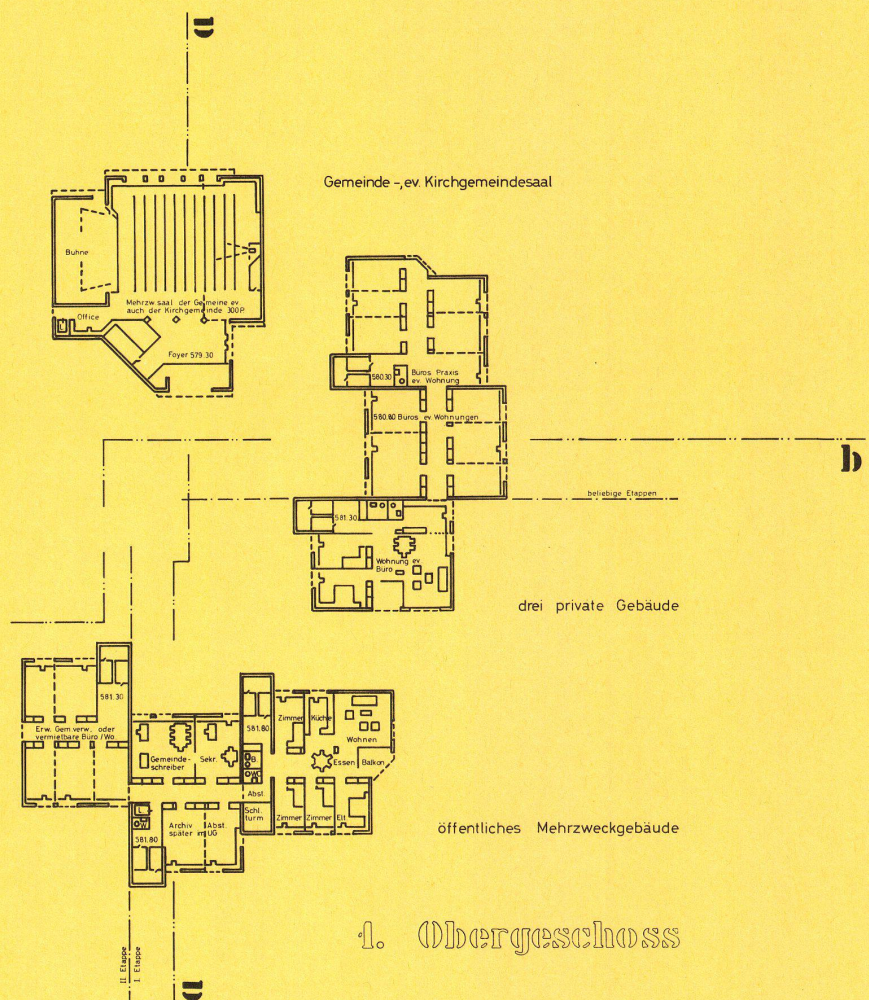 D
Gemeinde-, ev. Kirchgemeindesaal
Buhne
Mehrzw. saal der Gemeine ev.
auch der Kirchgemeinde 300P.
Office
Foyer 579.30
580.30
Büros Praxis
ev. Wohnung
580.80 Büros ev. Wohnungen
b
beliebige Etappen
581.30
Wohnung ev.
Büro
drei private Gebäude
581.30
Erw. Gem.verw. oder
vermietbare Büro /Wo.
Gemeinde-
schreiber
Sekr.
581.80
Zimmer
Küche
Wohnen
Essen
Balkon
B.
WC
Abst.
Schl.
turm
Zimmer
Zimmer
Elt.
L
W
581.80
Archiv
später im UG
Abst.
öffentliches Mehrzweckgebäude
1. Obergeschoss
II. Etappe
I. Etappe
D